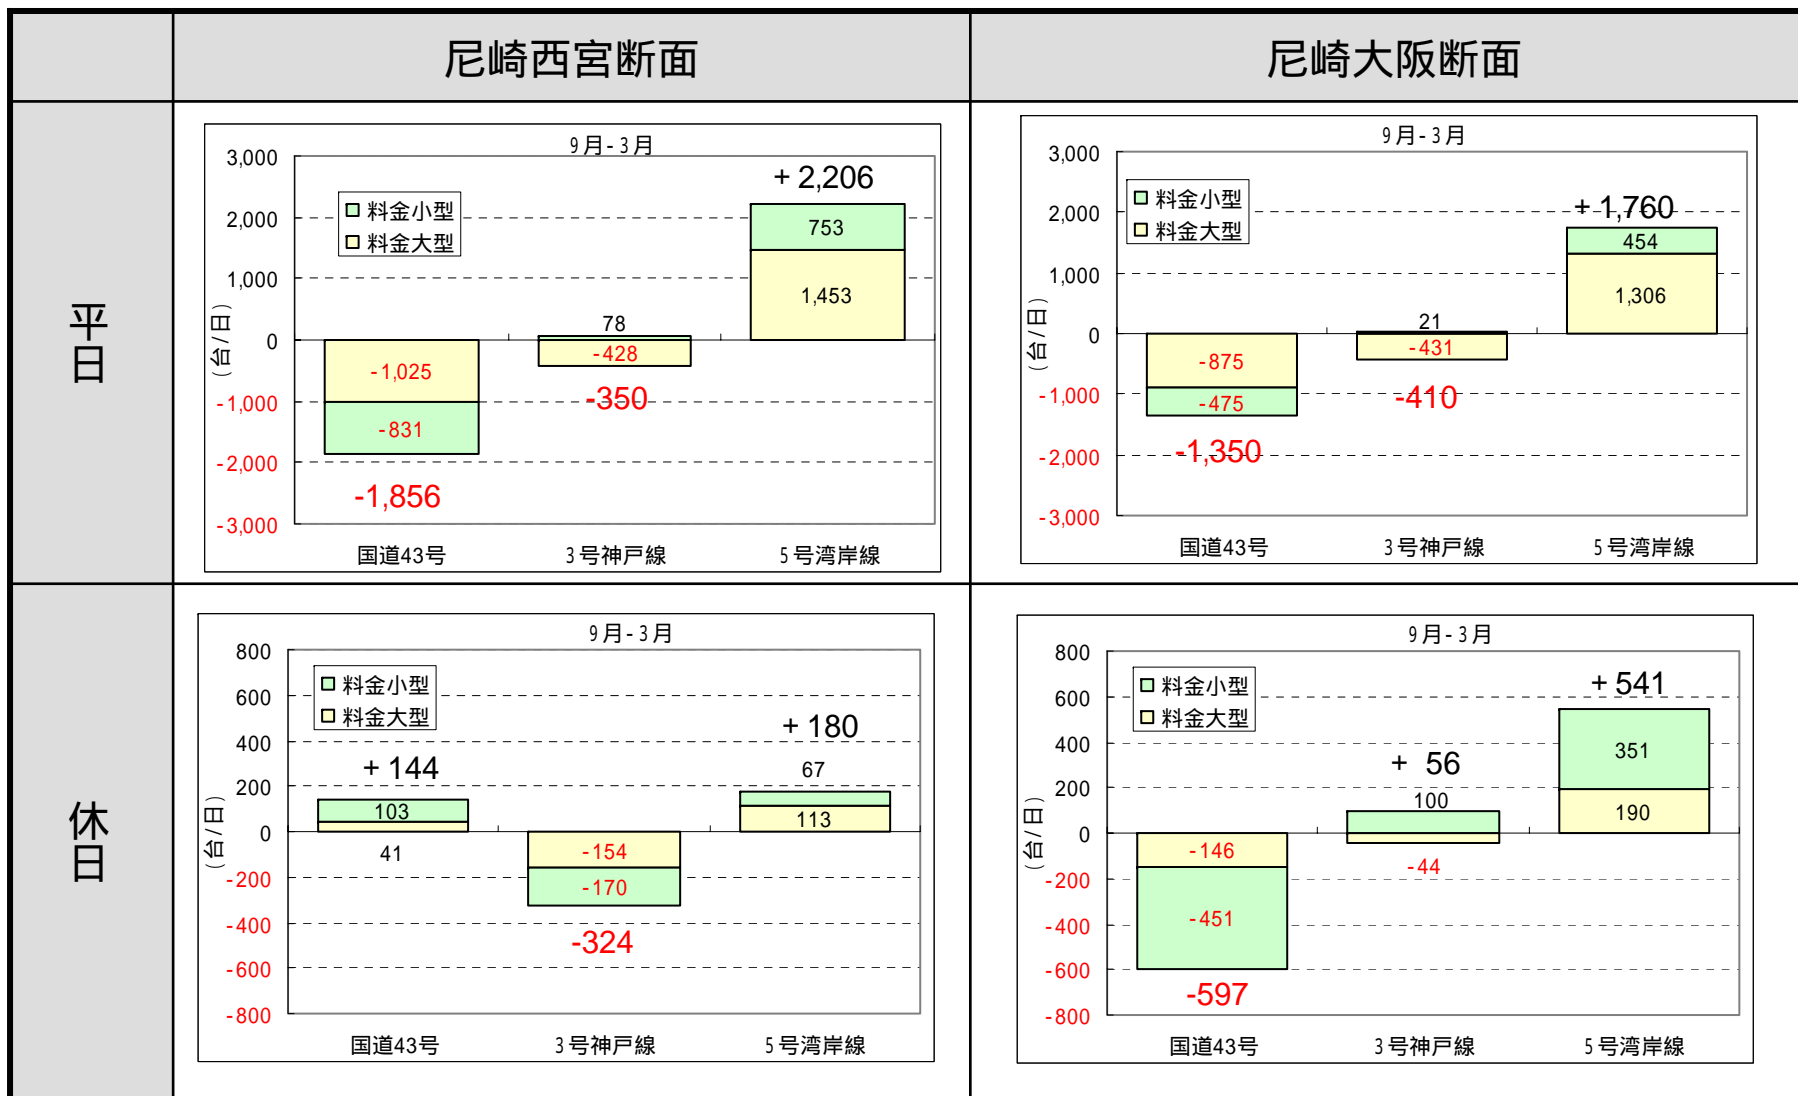 尼崎西宮断面
尼崎大阪断面
平日
9月-3月
3,000
2,000
1,000
0
-1,000
-2,000
-3,000
(台/日)
料金小型
料金大型
+2,206
753
1,453
78
-428
-350
-1,025
-831
-1,856
国道43号
3号神戸線
5号湾岸線
9月-3月
3,000
2,000
1,000
0
-1,000
-2,000
-3,000
(台/日)
料金小型
料金大型
+1,760
454
1,306
21
-431
-410
-875
-475
-1,350
国道43号
3号神戸線
5号湾岸線
休日
9月-3月
800
600
400
200
0
-200
-400
-600
-800
(台/日)
料金小型
料金大型
+144
103
41
-154
-170
-324
+180
67
113
国道43号
3号神戸線
5号湾岸線
9月-3月
800
600
400
200
0
-200
-400
-600
-800
(台/日)
料金小型
料金大型
+541
351
190
+ 56
100
-44
-146
-451
-597
国道43号
3号神戸線
5号湾岸線